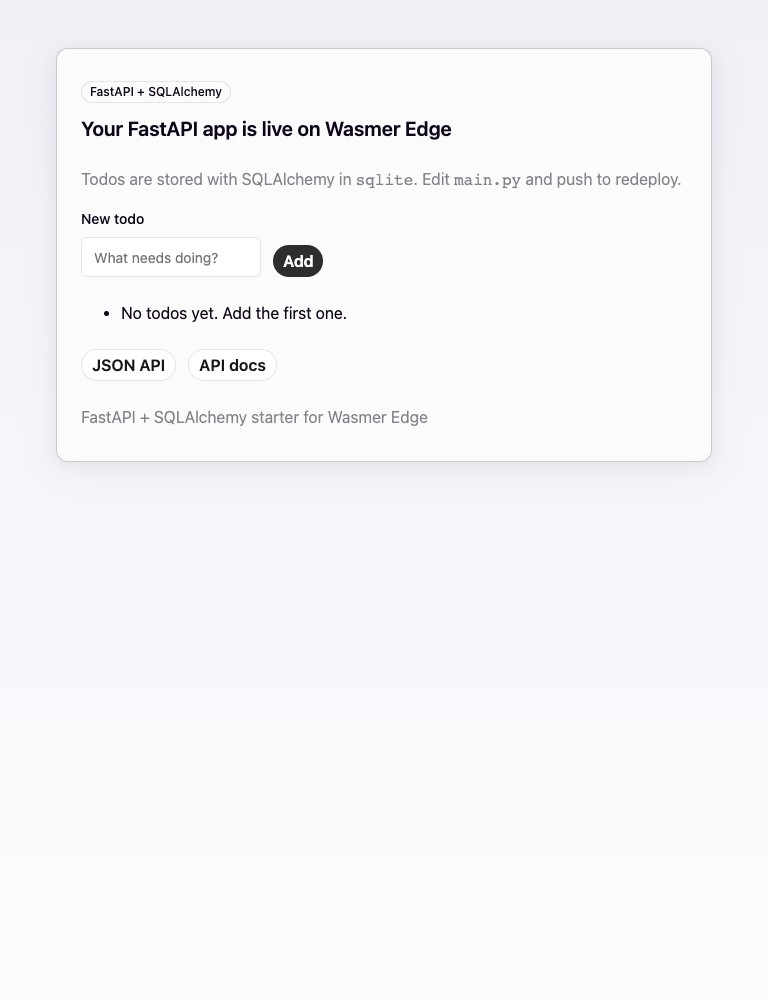 FastAPI + SQLAlchemy
Your FastAPI app is live on Wasmer Edge
Todos are stored with SQLAlchemy in sqlite. Edit main.py and push to redeploy.
New todo
What needs doing?
Add
No todos yet. Add the first one.
JSON API
API docs
FastAPI + SQLAlchemy starter for Wasmer Edge